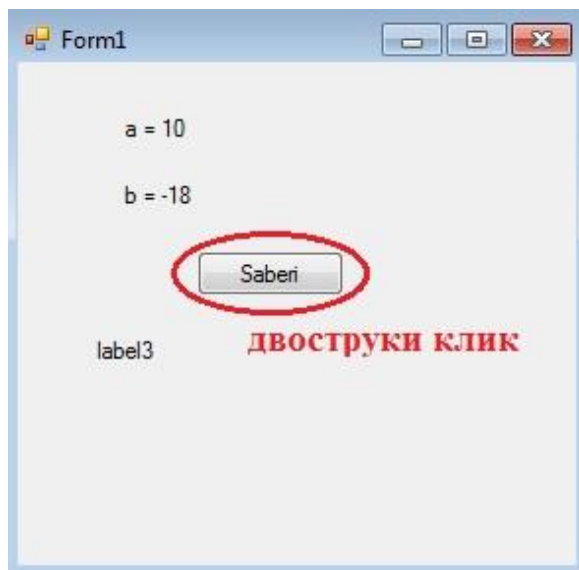 Form1
a = 10
b = -18
Saberi
двоструки клик
label3